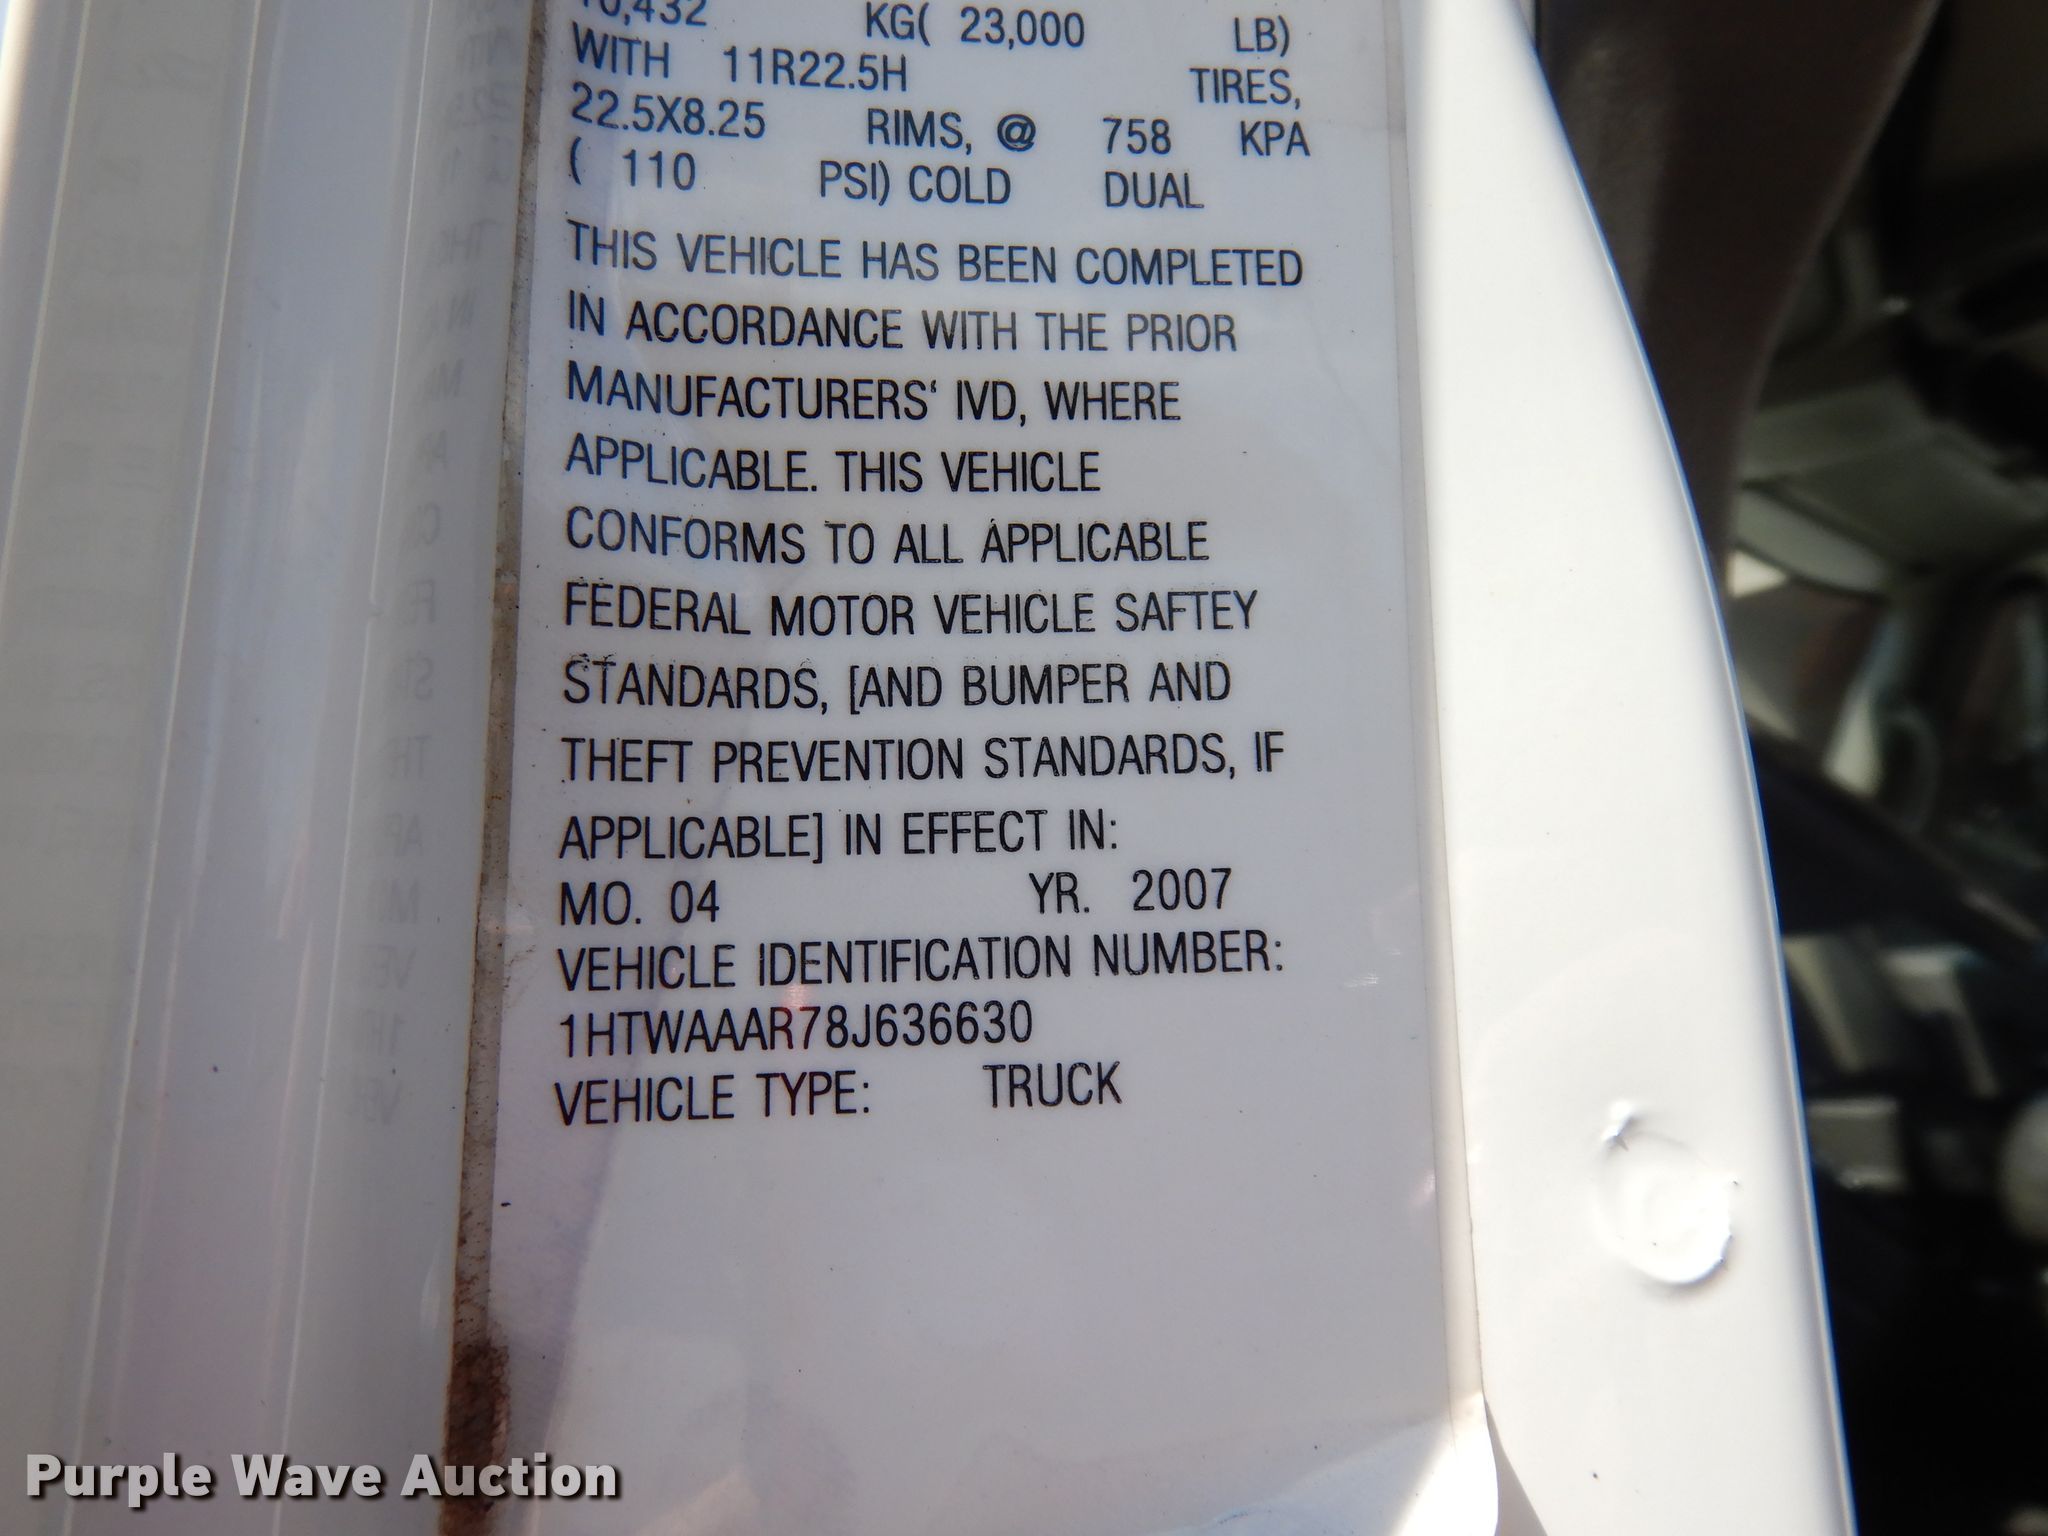 10,432 KG( 23,000 LB)
WITH 11R22.5H TIRES,
22.5X8.25 RIMS, @ 758 KPA
( 110 PSI) COLD DUAL
THIS VEHICLE HAS BEEN COMPLETED
IN ACCORDANCE WITH THE PRIOR
MANUFACTURERS' IVD, WHERE
APPLICABLE. THIS VEHICLE
CONFORMS TO ALL APPLICABLE
FEDERAL MOTOR VEHICLE SAFTEY
STANDARDS, [AND BUMPER AND
THEFT PREVENTION STANDARDS, IF
APPLICABLE] IN EFFECT IN:
MO. 04 YR. 2007
VEHICLE IDENTIFICATION NUMBER:
1HTWAAAR78J636630
VEHICLE TYPE: TRUCK
Purple Wave Auction